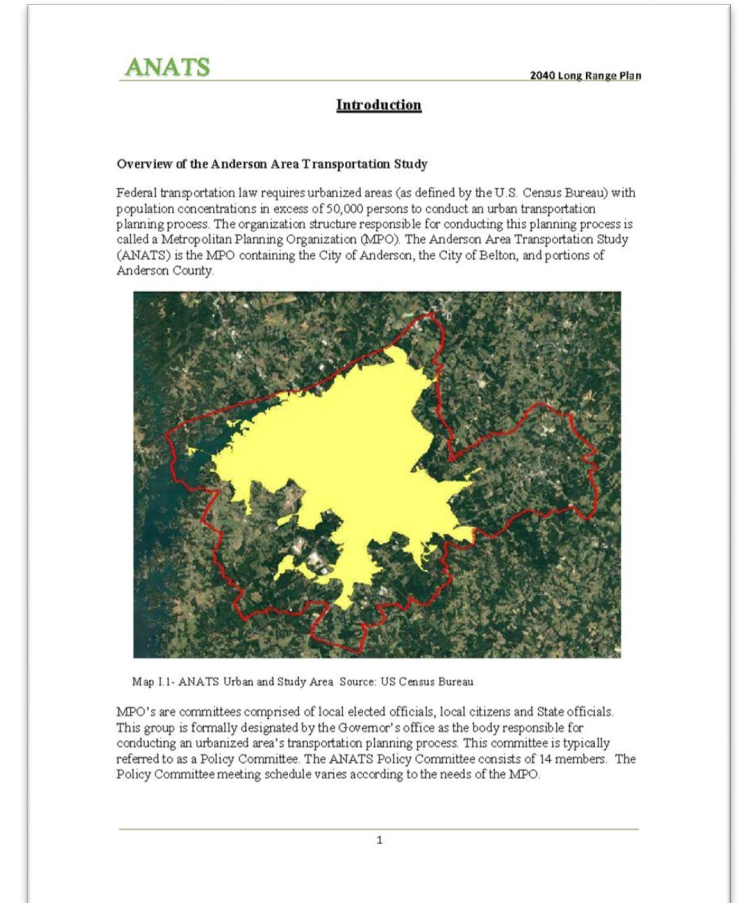 ANATS
2040 Long Range Plan
Introduction
Overview of the Anderson Area Transportation Study
Federal transportation law requires urbanized areas (as defined by the U.S. Census Bureau) with
population concentrations in excess of 50,000 persons to conduct an urban transportation
planning process. The organization structure responsible for conducting this planning process is
called a Metropolitan Planning Organization (MPO). The Anderson Area Transportation Study
(ANATS) is the MPO containing the City of Anderson, the City of Belton, and portions of
Anderson County.
Map I.1- ANATS Urban and Study Area Source: US Census Bureau
MPO's are committees comprised of local elected officials, local citizens and State officials.
This group is formally designated by the Governor's office as the body responsible for
conducting an urbanized area's transportation planning process. This committee is typically
referred to as a Policy Committee. The ANATS Policy Committee consists of 14 members. The
Policy Committee meeting schedule varies according to the needs of the MPO.
1